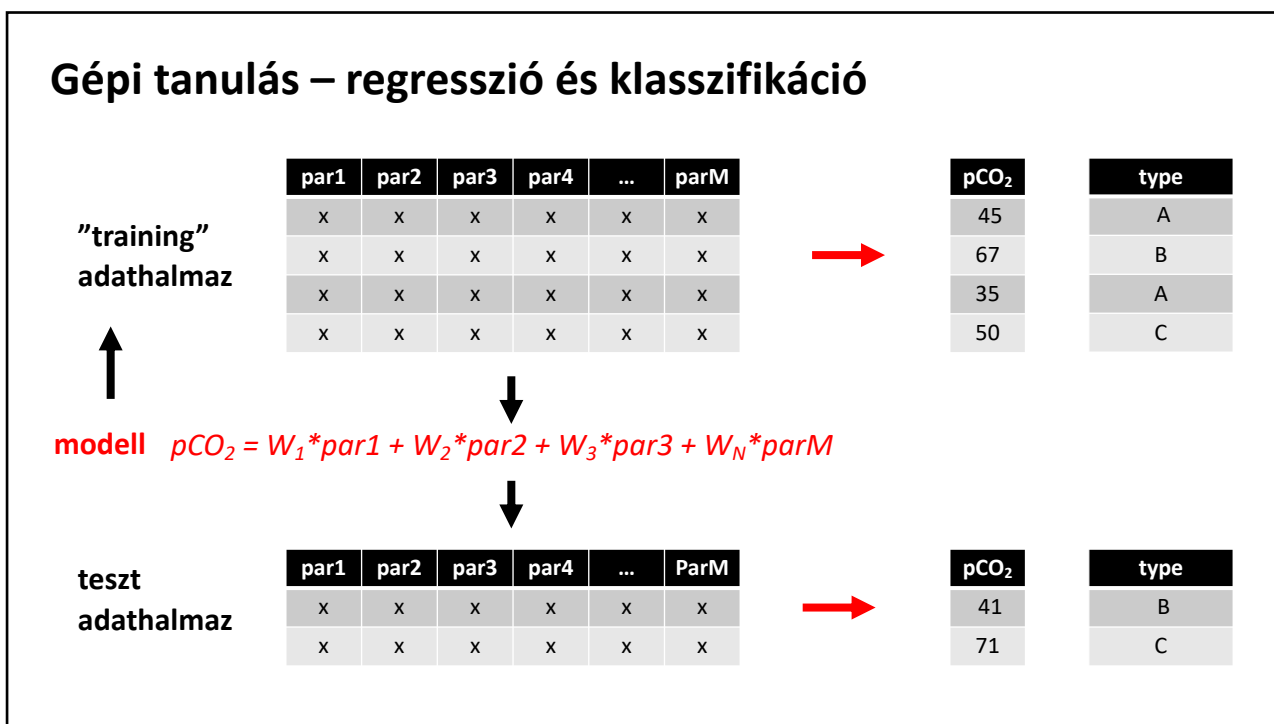 Gépi tanulás – regresszió és klasszifikáció
par1 par2 par3 par4 … parM
x x x x x x
x x x x x x
x x x x x x
x x x x x x
”training”
adathalmaz
pCO₂
45
67
35
50
type
A
B
A
C
modell pCO₂ = W₁*par1 + W₂*par2 + W₃*par3 + W_N*parM
teszt
adathalmaz
par1 par2 par3 par4 … ParM
x x x x x x
x x x x x x
pCO₂
41
71
type
B
C